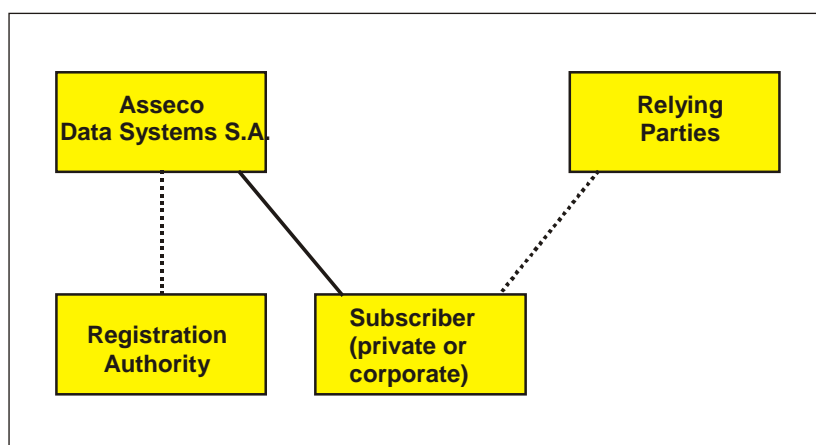 Asseco
Data Systems S.A.
Relying
Parties
Registration
Authority
Subscriber
(private or
corporate)